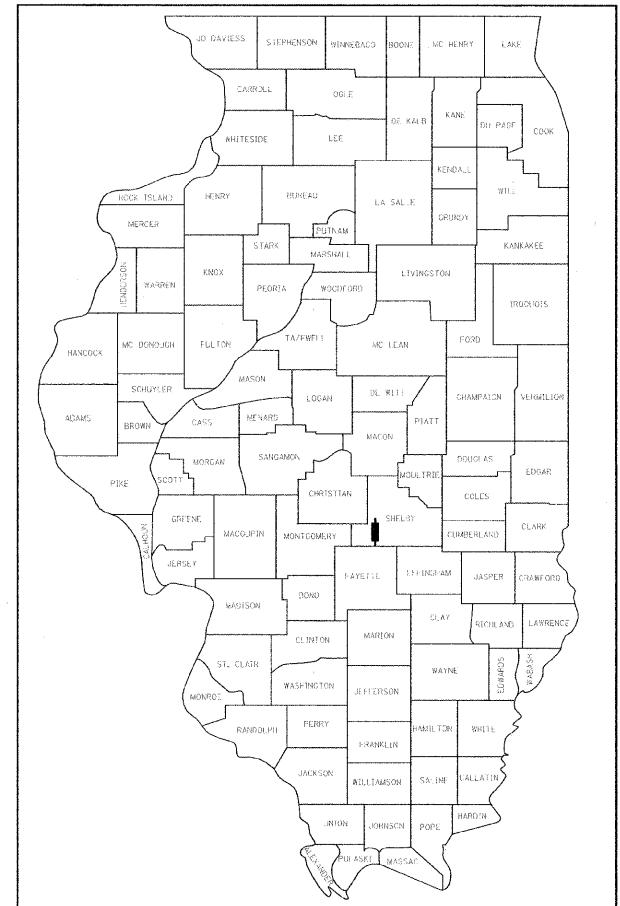 JO DAVIESS
STEPHENSON
WINNEBAGO
BOONE
MC HENRY
LAKE
CARROLL
OGLE
DE KALB
KANE
DU PAGE
COOK
WHITESIDE
LEE
KENDALL
WILL
ROCK ISLAND
HENRY
BUREAU
LA SALLE
GRUNDY
MERCER
PUTNAM
STARK
MARSHALL
KANKAKEE
HENDERSON
WARREN
KNOX
PEORIA
WOODFORD
LIVINGSTON
IROQUOIS
HANCOCK
MC DONOUGH
FULTON
TAZEWELL
MC LEAN
FORD
MASON
SCHUYLER
LOGAN
DE WITT
CHAMPAIGN
VERMILION
ADAMS
BROWN
CASS
MENARD
PIATT
MACON
MORGAN
SANGAMON
DOUGLAS
EDGAR
PIKE
SCOTT
CHRISTIAN
MOULTRIE
COLES
GREENE
MACOUPIN
MONTGOMERY
SHELBY
CUMBERLAND
CLARK
CALHOUN
JERSEY
FAYETTE
EFFINGHAM
JASPER
CRAWFORD
MADISON
BOND
CLAY
RICHLAND
LAWRENCE
CLINTON
MARION
ST. CLAIR
WAYNE
EDWARDS
WABASH
WASHINGTON
JEFFERSON
MONROE
RANDOLPH
PERRY
HAMILTON
WHITE
FRANKLIN
JACKSON
WILLIAMSON
SALINE
GALLATIN
UNION
JOHNSON
POPE
HARDIN
ALEXANDER
PULASKI
MASSAC